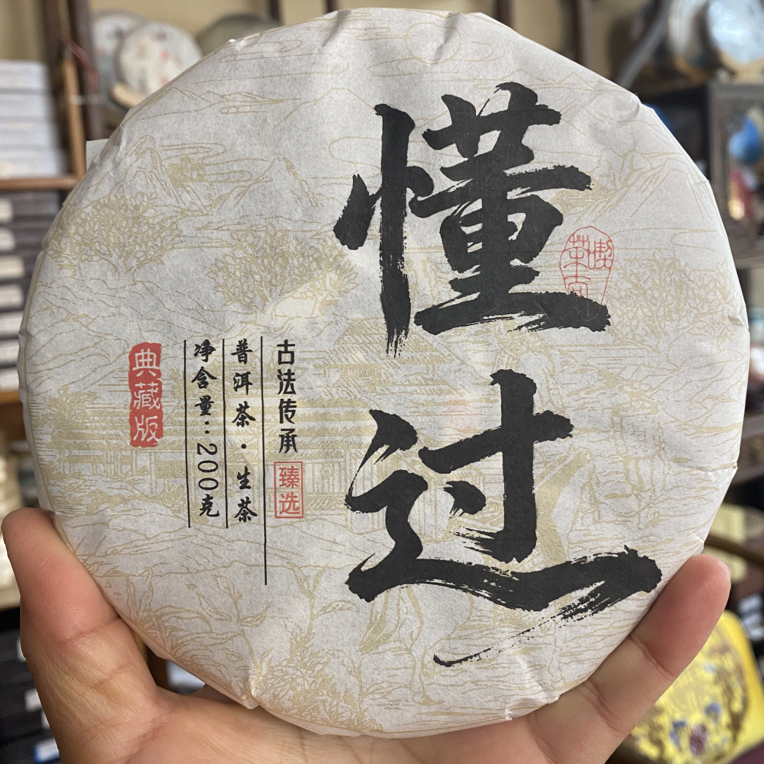 懂过
古法传承
臻选
普洱茶·生茶
净含量:200克
典藏版